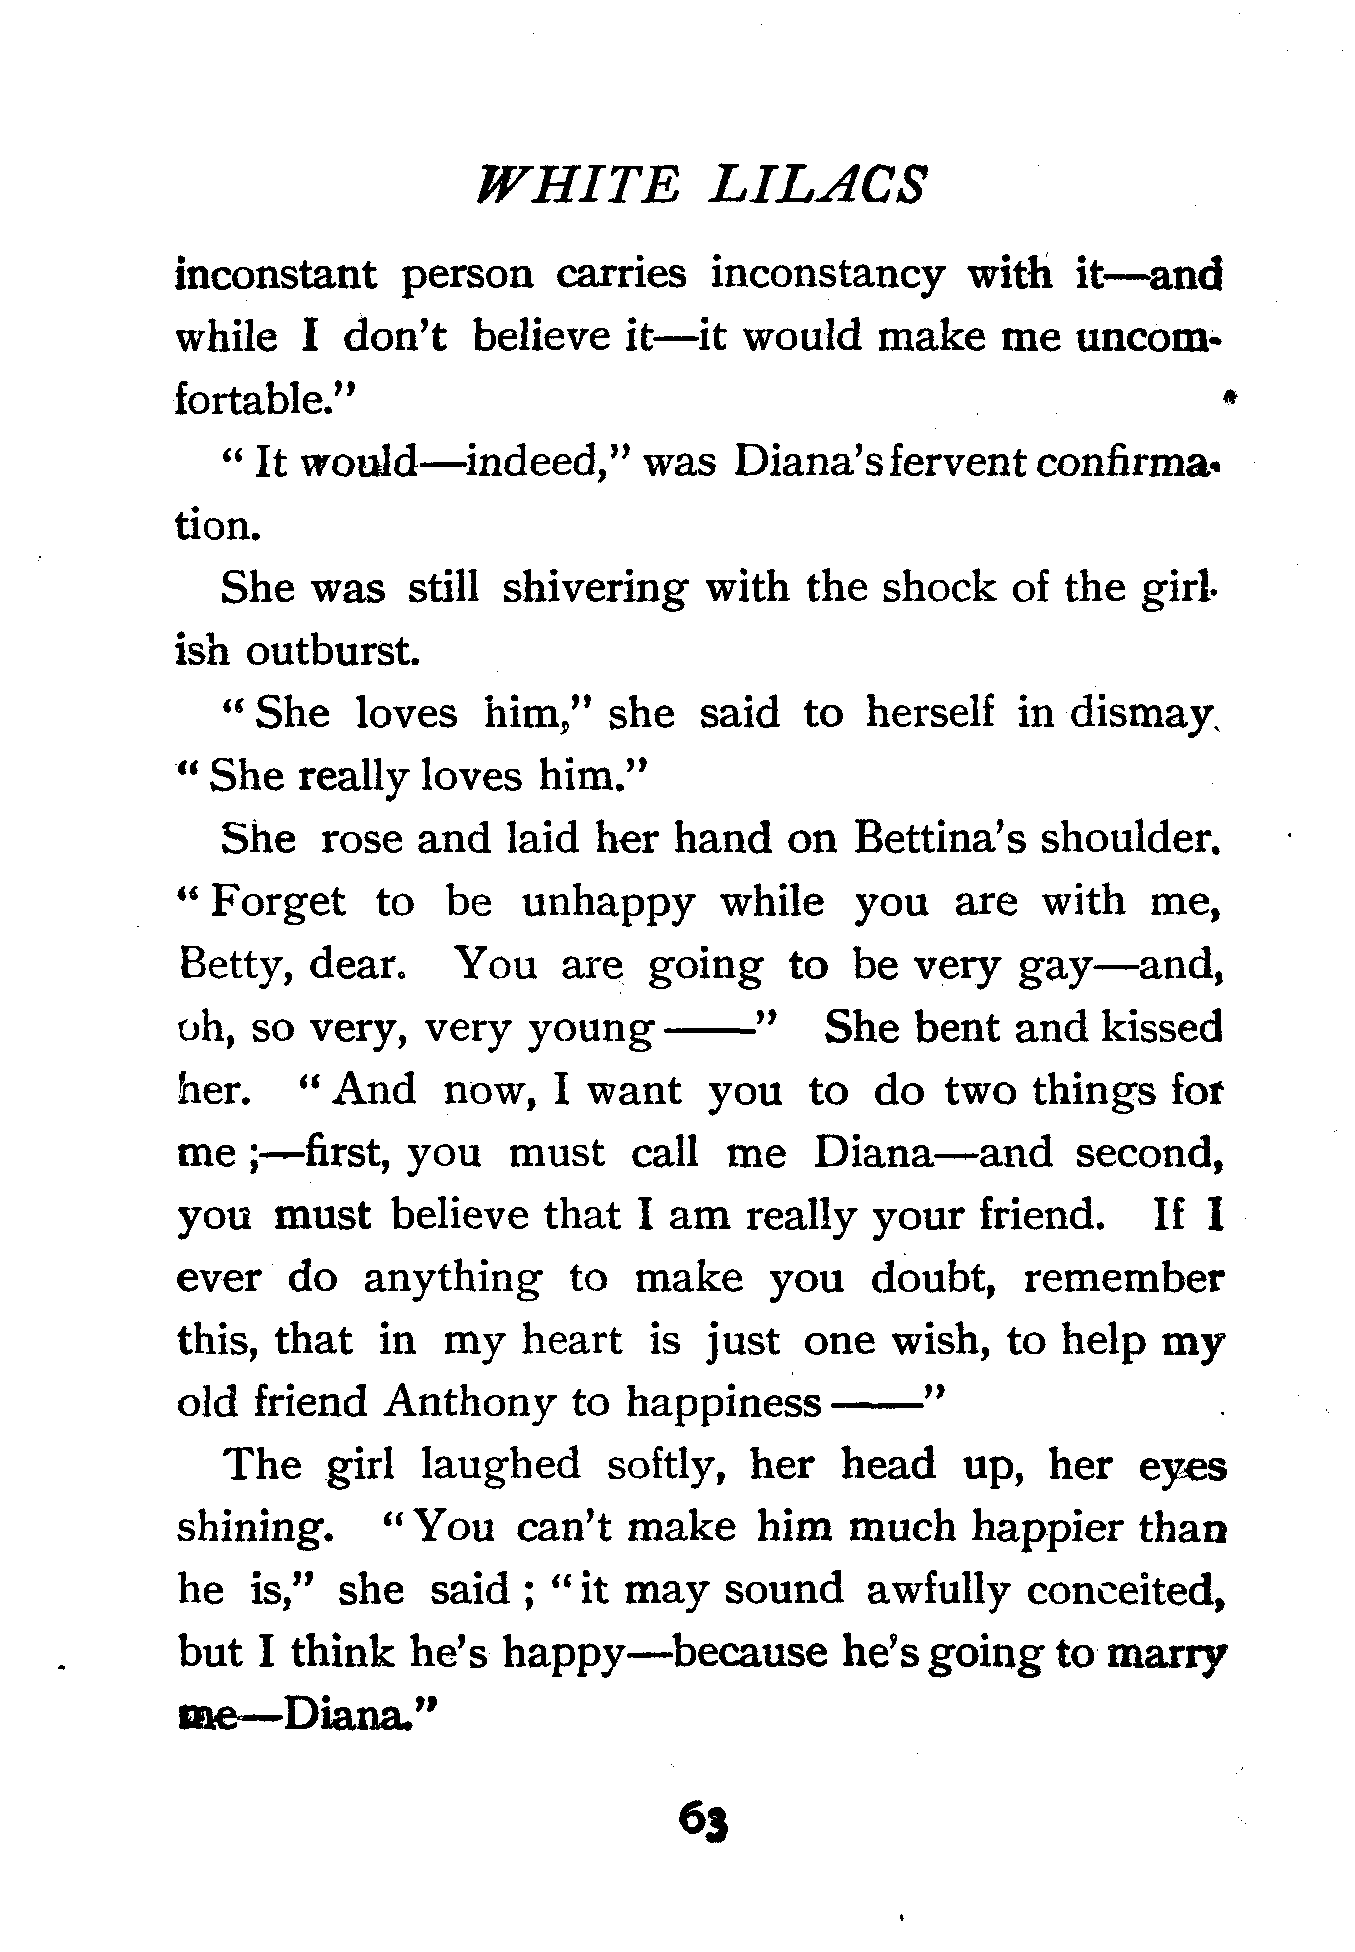 WHITE LILACS
inconstant person carries inconstancy with it—and
while I don't believe it—it would make me uncom-
fortable."
" It would—indeed," was Diana's fervent confirma-
tion.
She was still shivering with the shock of the girl-
ish outburst.
" She loves him," she said to herself in dismay.
" She really loves him."
She rose and laid her hand on Bettina's shoulder.
" Forget to be unhappy while you are with me,
Betty, dear. You are going to be very gay—and,
oh, so very, very young——" She bent and kissed
her. " And now, I want you to do two things for
me ;—first, you must call me Diana—and second,
you must believe that I am really your friend. If I
ever do anything to make you doubt, remember
this, that in my heart is just one wish, to help my
old friend Anthony to happiness——"
The girl laughed softly, her head up, her eyes
shining. " You can't make him much happier than
he is," she said ; " it may sound awfully conceited,
but I think he's happy—because he's going to marry
me—Diana."
63